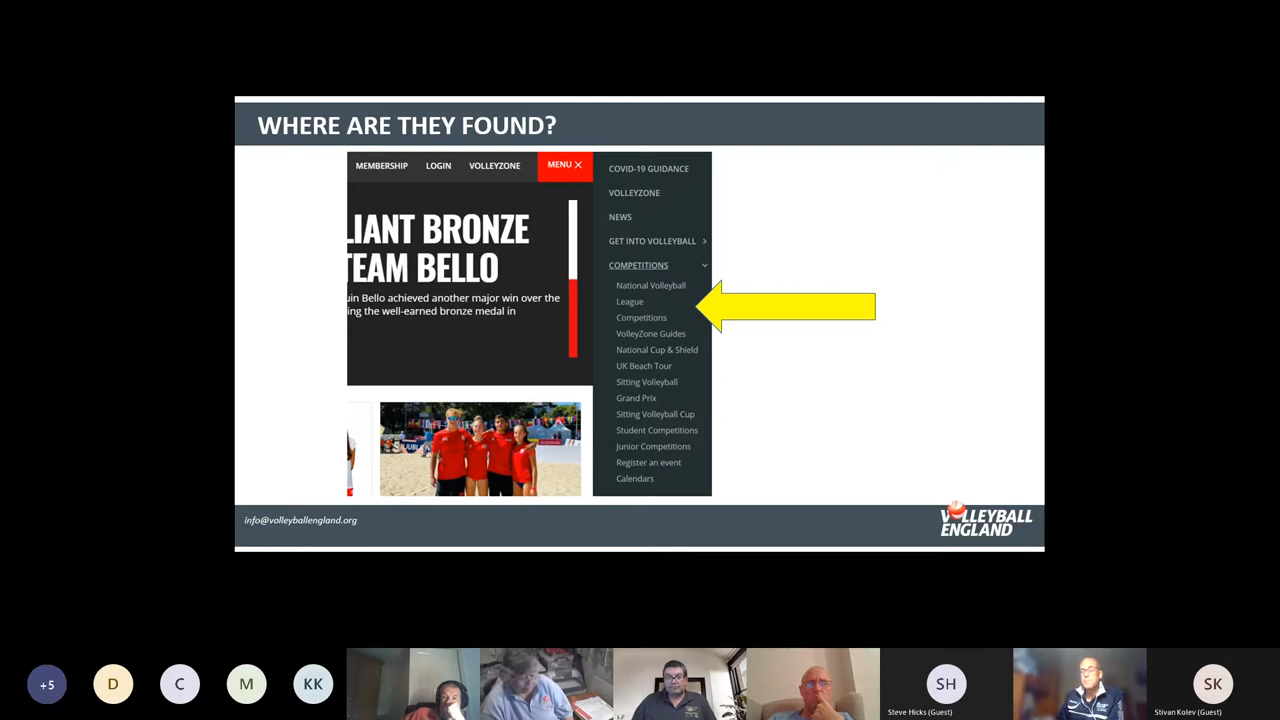 WHERE ARE THEY FOUND?
MEMBERSHIP LOGIN VOLLEYZONE MENU X
LIANT BRONZE
TEAM BELLO
uin Bello achieved another major win over the
ing the well-earned bronze medal in
COVID-19 GUIDANCE
VOLLEYZONE
NEWS
GET INTO VOLLEYBALL >
COMPETITIONS
National Volleyball
League
Competitions
VolleyZone Guides
National Cup & Shield
UK Beach Tour
Sitting Volleyball
Grand Prix
Sitting Volleyball Cup
Student Competitions
Junior Competitions
Register an event
Calendars
info@volleyballengland.org
VOLLEYBALL
ENGLAND
+5
D
C
M
KK
SH
Steve Hicks (Guest)
SK
Stivan Kolev (Guest)